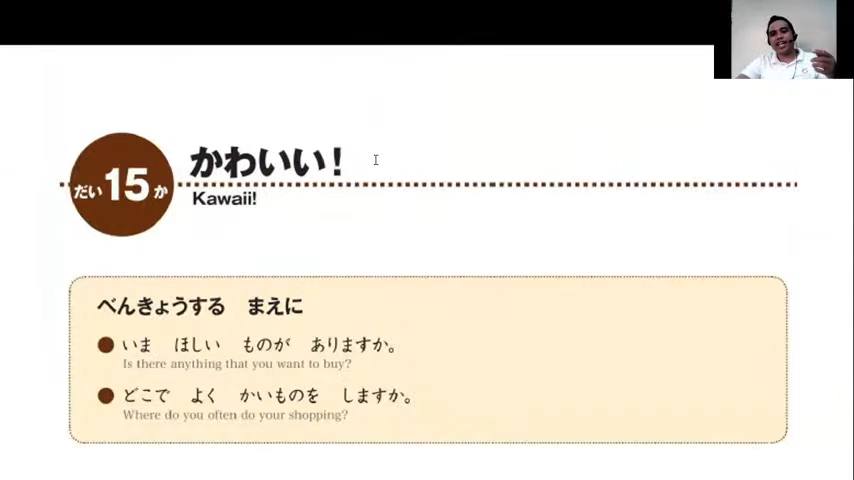 だい 15 か
かわいい！
Kawaii!
べんきょうする まえに
● いま ほしい ものが ありますか。
Is there anything that you want to buy?
● どこで よく かいものを しますか。
Where do you often do your shopping?